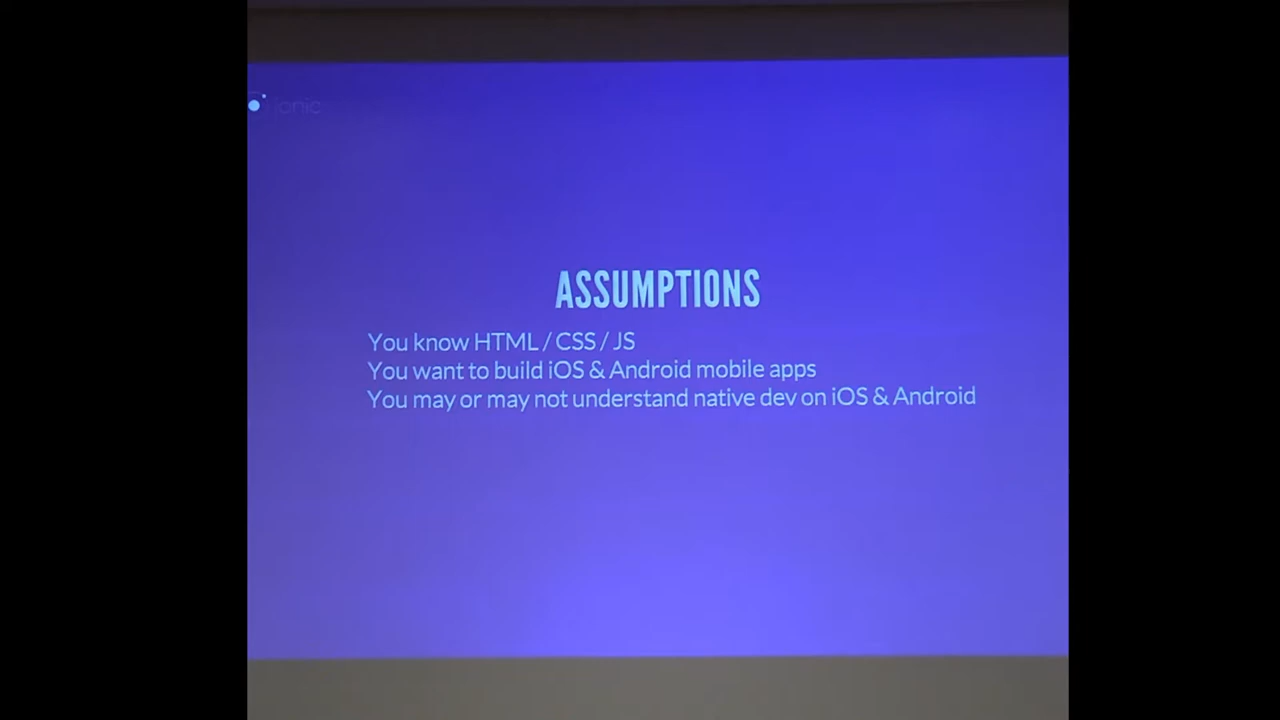 ionic
ASSUMPTIONS
You know HTML / CSS / JS
You want to build iOS & Android mobile apps
You may or may not understand native dev on iOS & Android